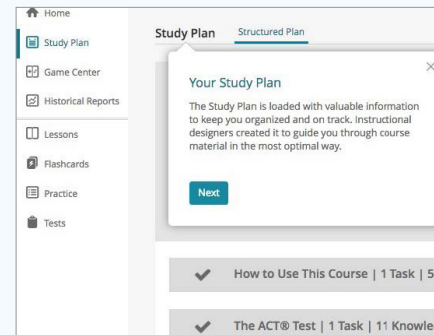 Home
Study Plan
Game Center
Historical Reports
Lessons
Flashcards
Practice
Tests
Study Plan Structured Plan
Your Study Plan
The Study Plan is loaded with valuable information
to keep you organized and on track. Instructional
designers created it to guide you through course
material in the most optimal way.
Next
How to Use This Course | 1 Task | 5
The ACT® Test | 1 Task | 11 Knowle